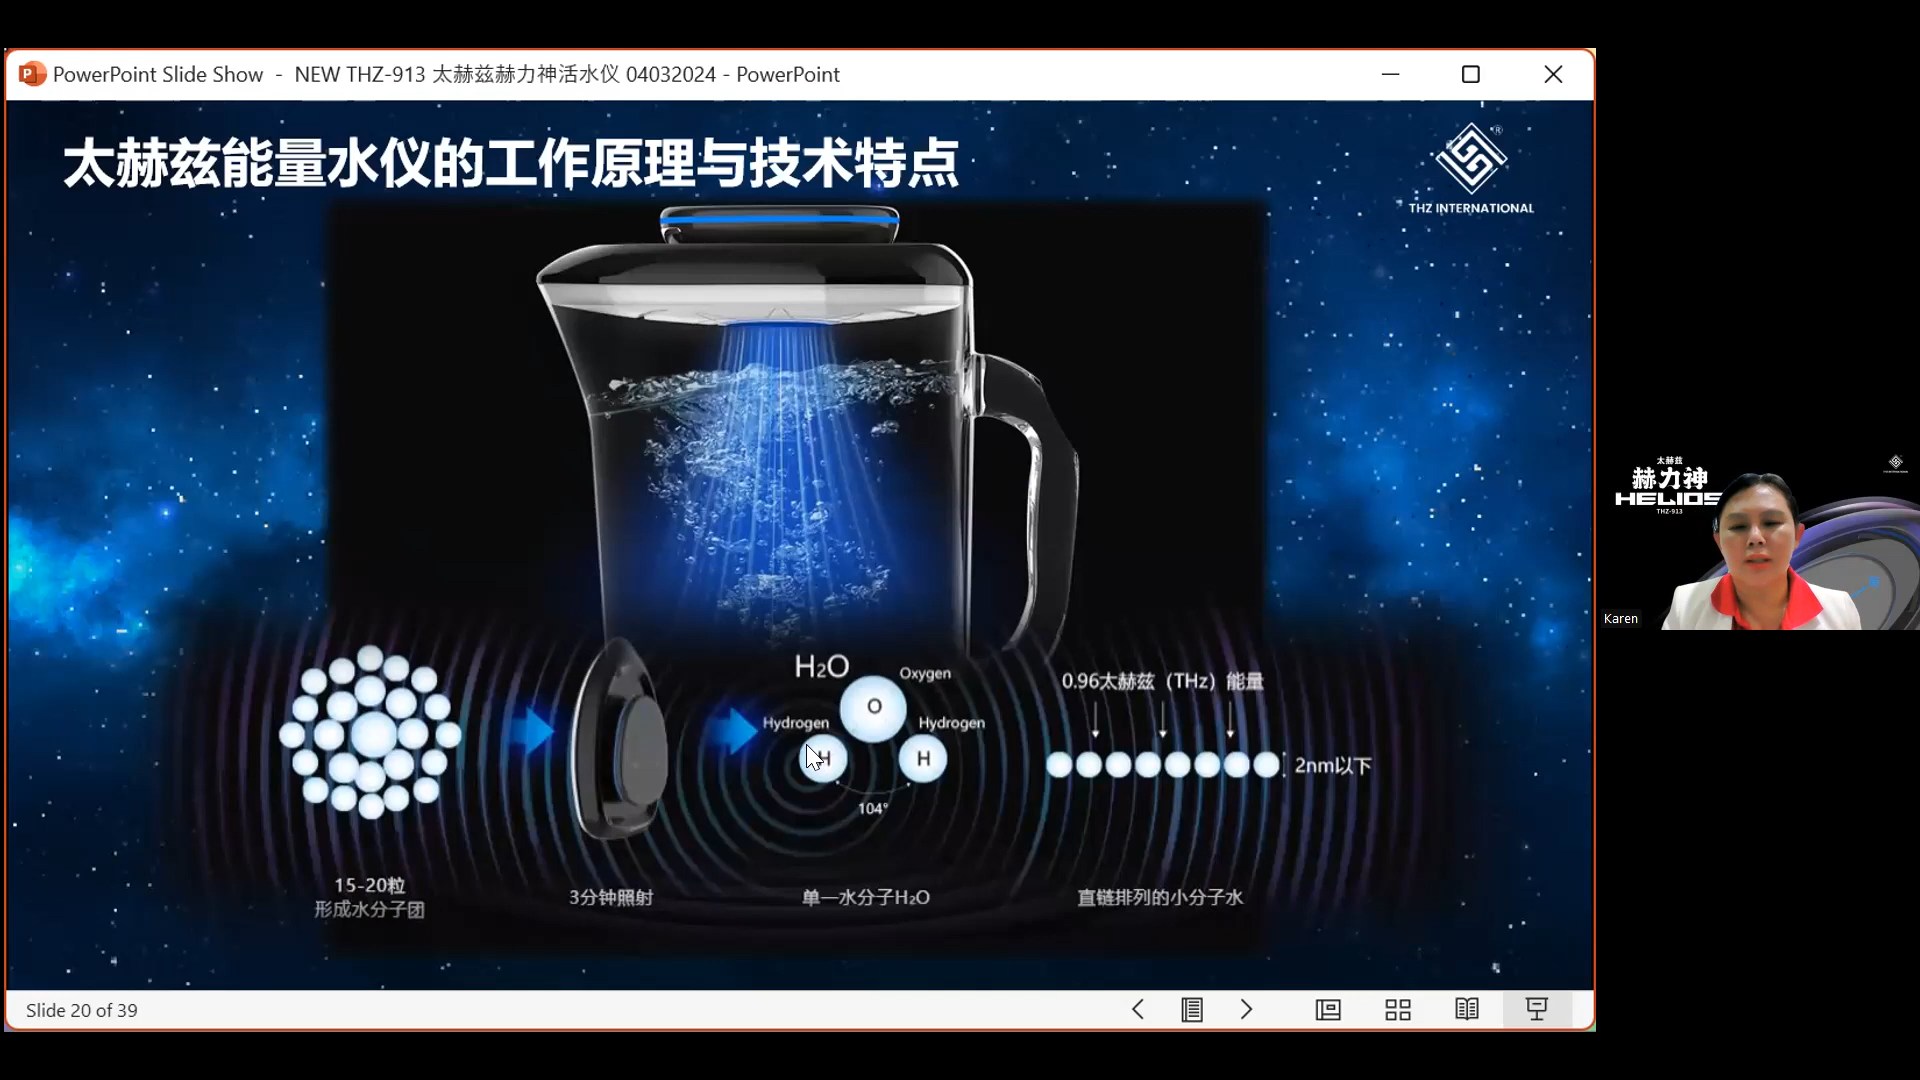 PowerPoint Slide Show - NEW THZ-913 太赫兹赫力神活水仪 04032024 - PowerPoint
太赫兹能量水仪的工作原理与技术特点
®
THZ INTERNATIONAL
H₂O
Oxygen
O
Hydrogen
Hydrogen
H
H
104°
0.96太赫兹（THz）能量
2nm以下
15-20粒
形成水分子团
3分钟照射
单一水分子H₂O
直链排列的小分子水
Slide 20 of 39
太赫兹
赫力神
HELIOS
THZ-913
Karen